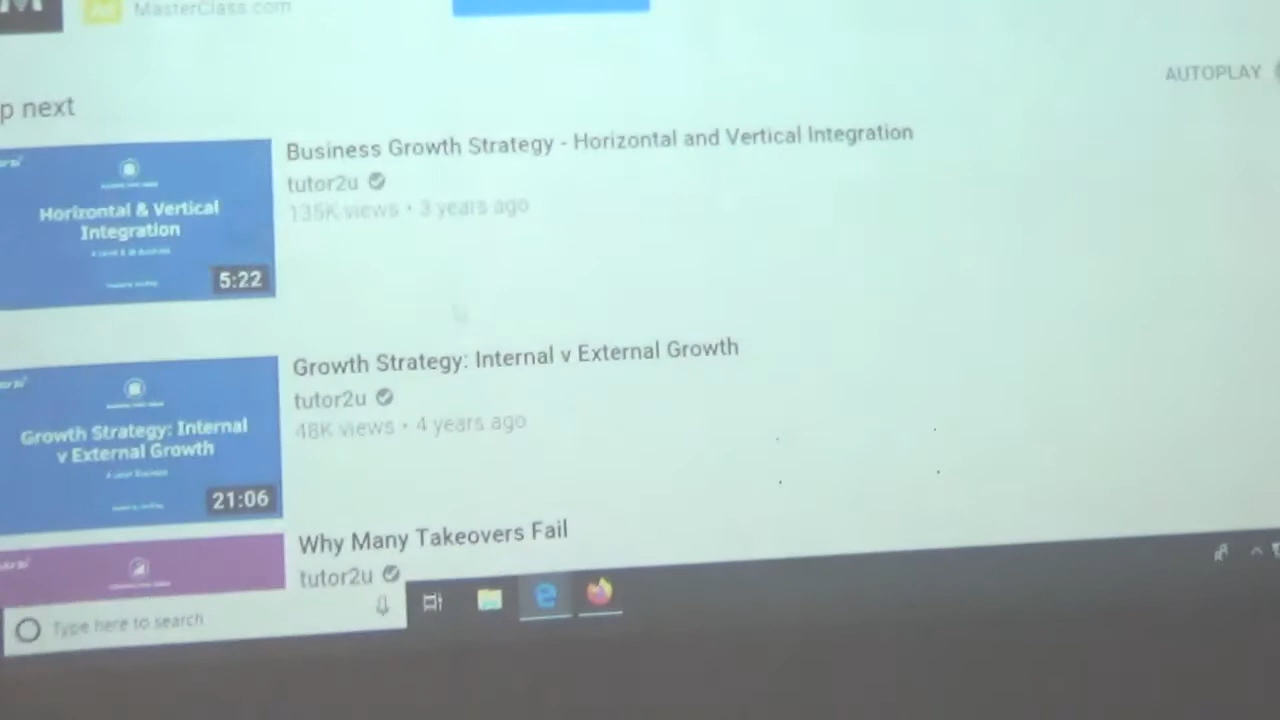 Ad MasterClass.com
AUTOPLAY
p next
Business Growth Strategy - Horizontal and Vertical Integration
tutor2u
135K views • 3 years ago
Horizontal & Vertical
Integration
5:22
Growth Strategy: Internal v External Growth
tutor2u
48K views • 4 years ago
Growth Strategy: Internal
v External Growth
21:06
Why Many Takeovers Fail
tutor2u
Type here to search